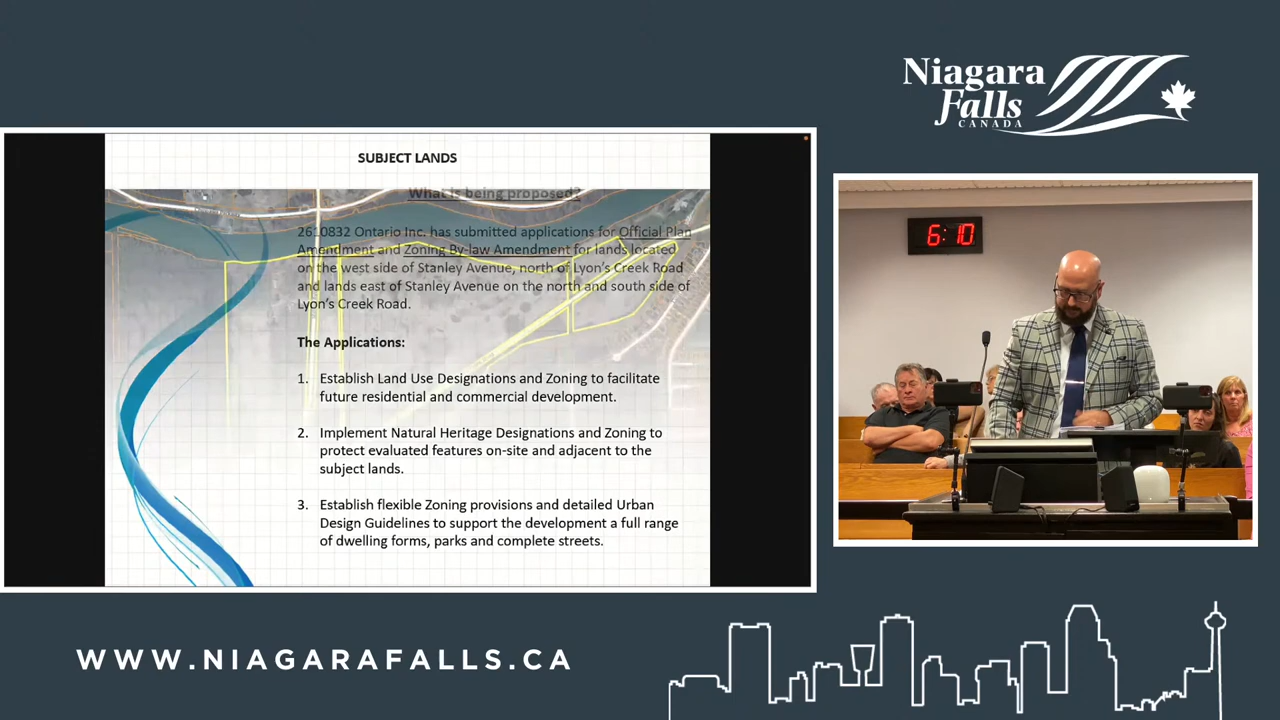 Niagara
Falls
CANADA
SUBJECT LANDS
What is being proposed?
2610832 Ontario Inc. has submitted applications for Official Plan
Amendment and Zoning By-law Amendment for lands located
on the west side of Stanley Avenue, north of Lyon's Creek Road
and lands east of Stanley Avenue on the north and south side of
Lyon's Creek Road.
The Applications:
1. Establish Land Use Designations and Zoning to facilitate
future residential and commercial development.
2. Implement Natural Heritage Designations and Zoning to
protect evaluated features on-site and adjacent to the
subject lands.
3. Establish flexible Zoning provisions and detailed Urban
Design Guidelines to support the development a full range
of dwelling forms, parks and complete streets.
6:10
WWW.NIAGARAFALLS.CA